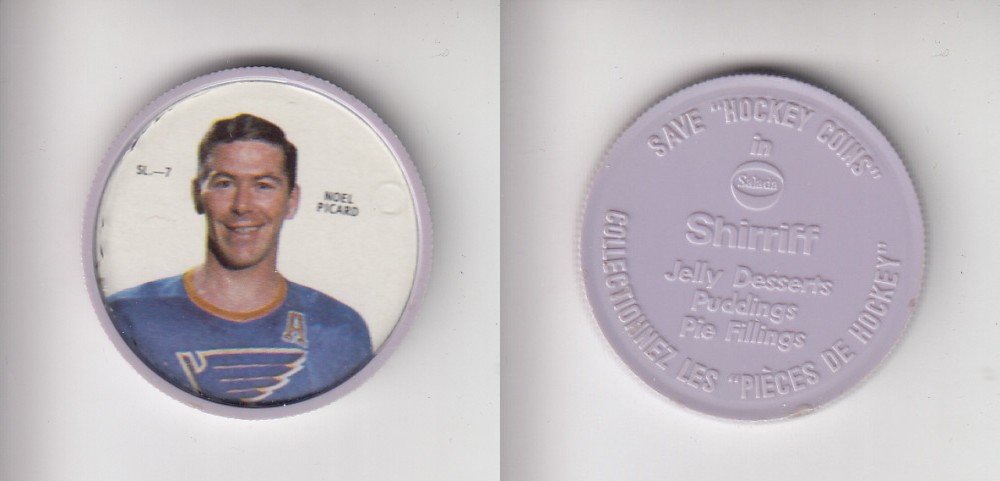 SL.—7
NOEL
PICARD
A
SAVE "HOCKEY COINS"
in
Salada
Shirriff
Jelly Desserts
Puddings
Pie Fillings
COLLECTIONNEZ LES "PIÈCES DE HOCKEY"